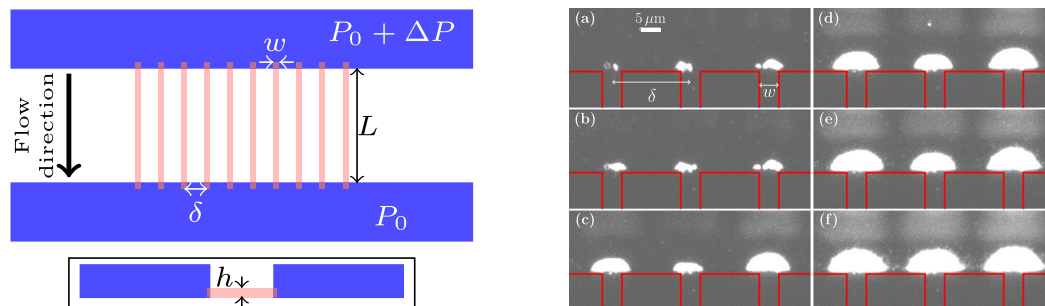 P₀ + ΔP
w
Flow
direction
L
δ
P₀
h
(a)
5 μm
δ
w
(b)
(c)
(d)
(e)
(f)